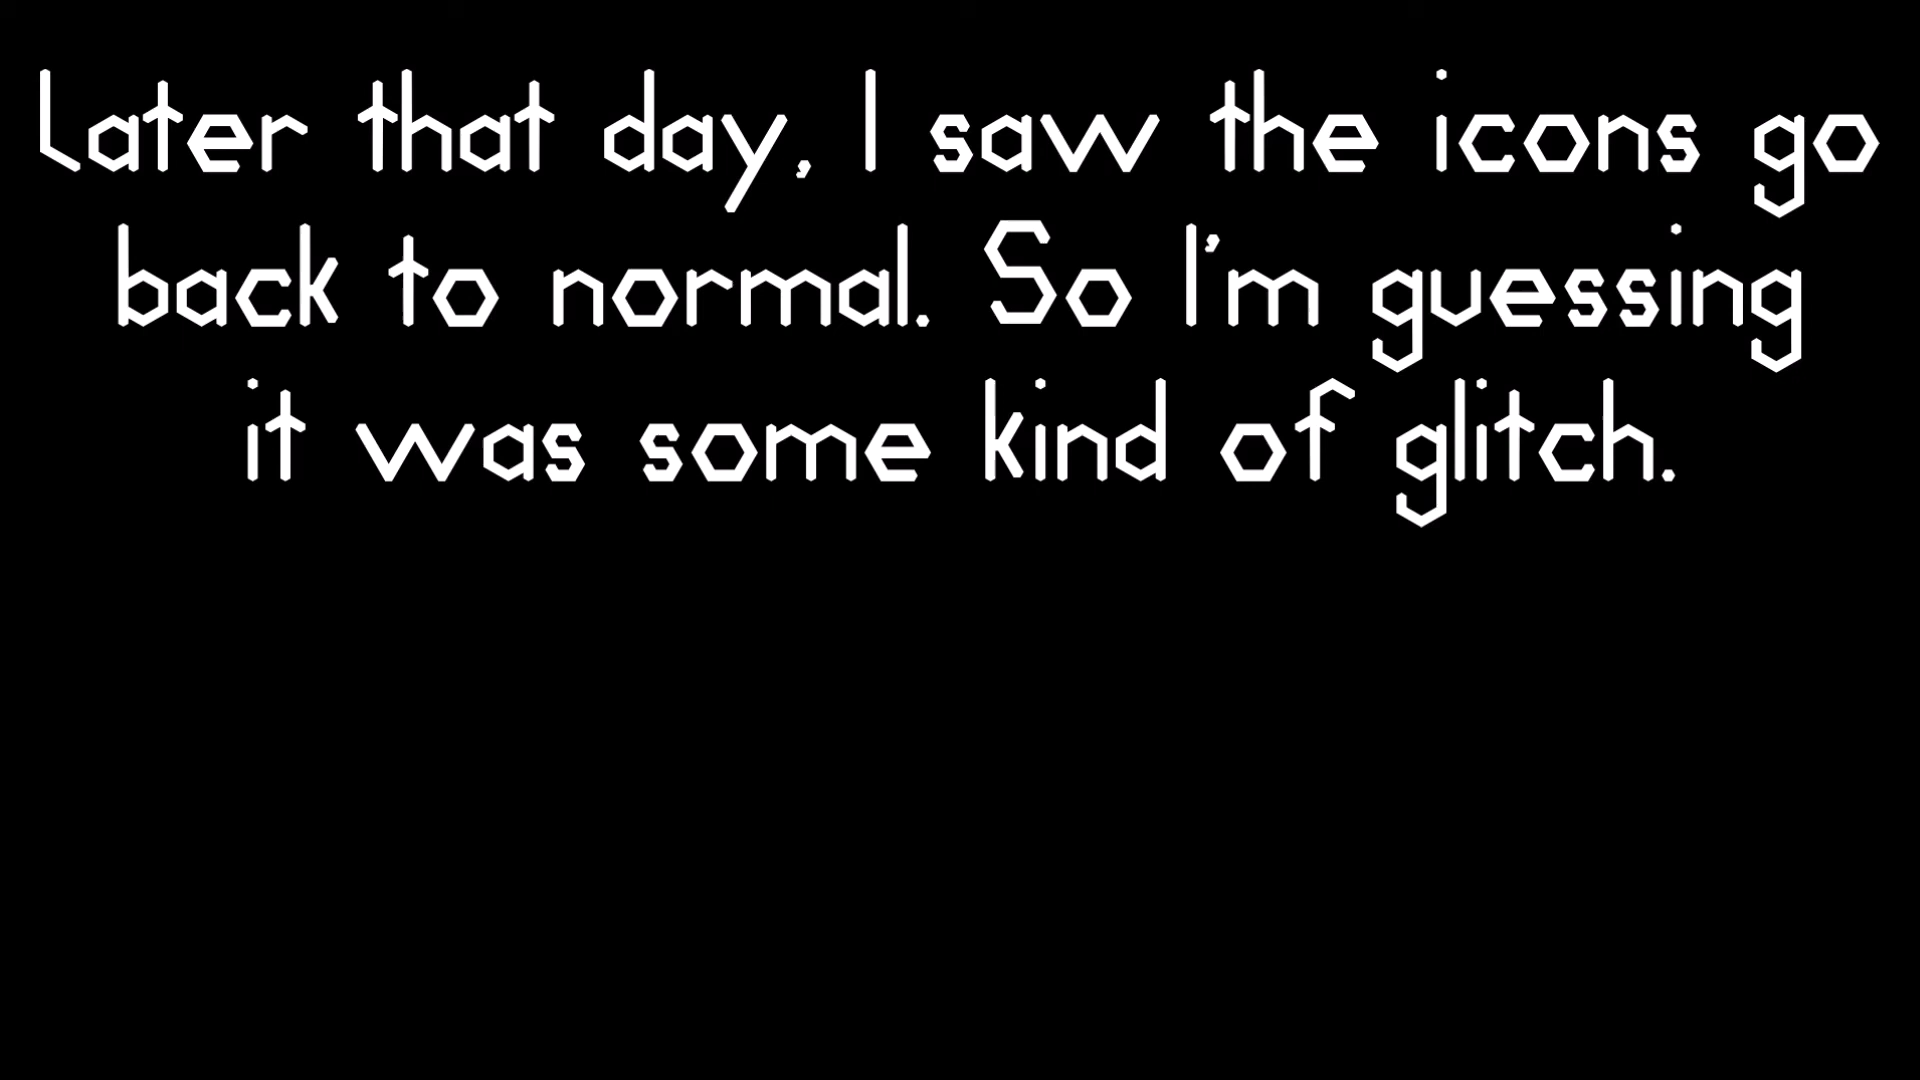 Later that day, I saw the icons go
back to normal. So I'm guessing
it was some kind of glitch.